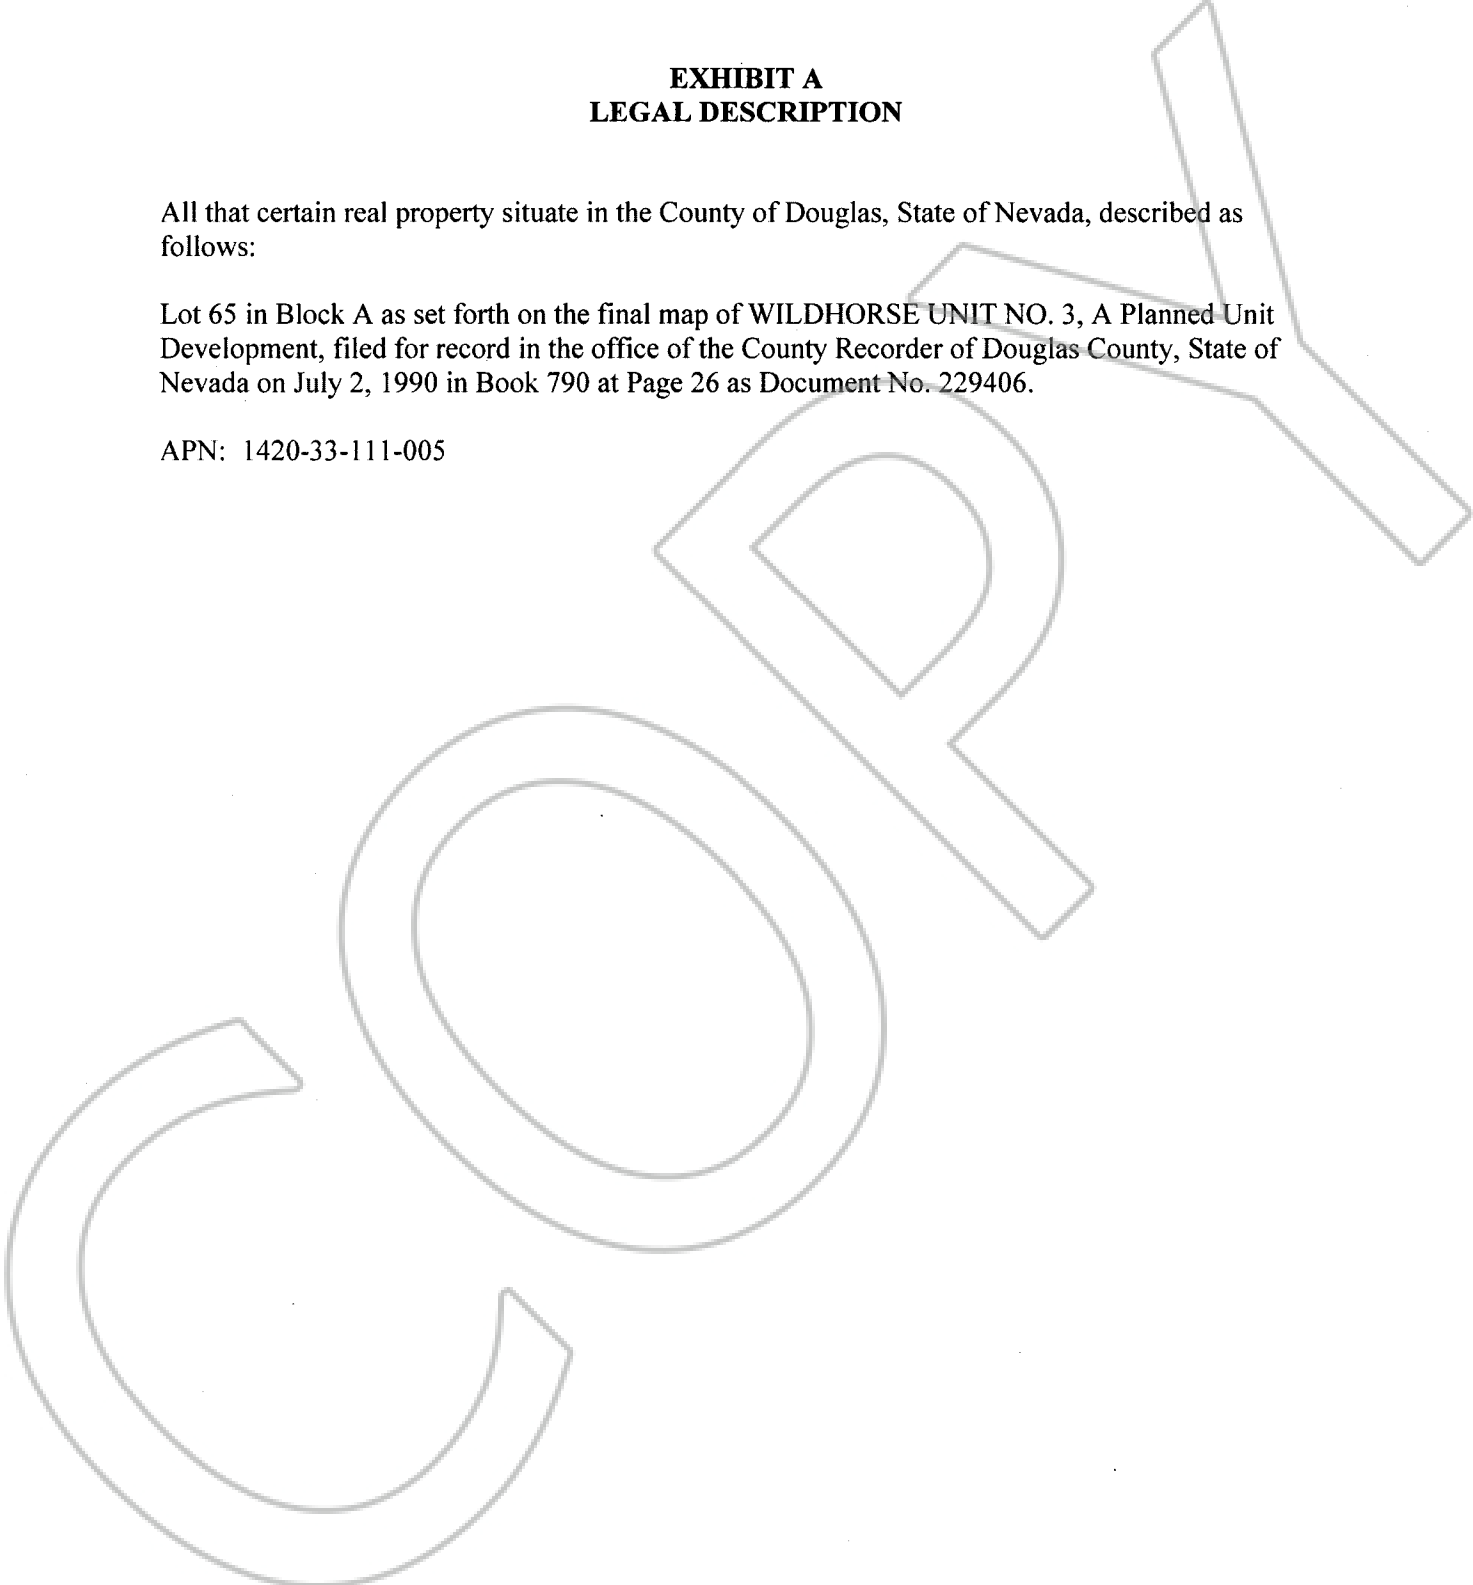 EXHIBIT A
LEGAL DESCRIPTION
All that certain real property situate in the County of Douglas, State of Nevada, described as
follows:
Lot 65 in Block A as set forth on the final map of WILDHORSE UNIT NO. 3, A Planned Unit
Development, filed for record in the office of the County Recorder of Douglas County, State of
Nevada on July 2, 1990 in Book 790 at Page 26 as Document No. 229406.
APN: 1420-33-111-005
COPY